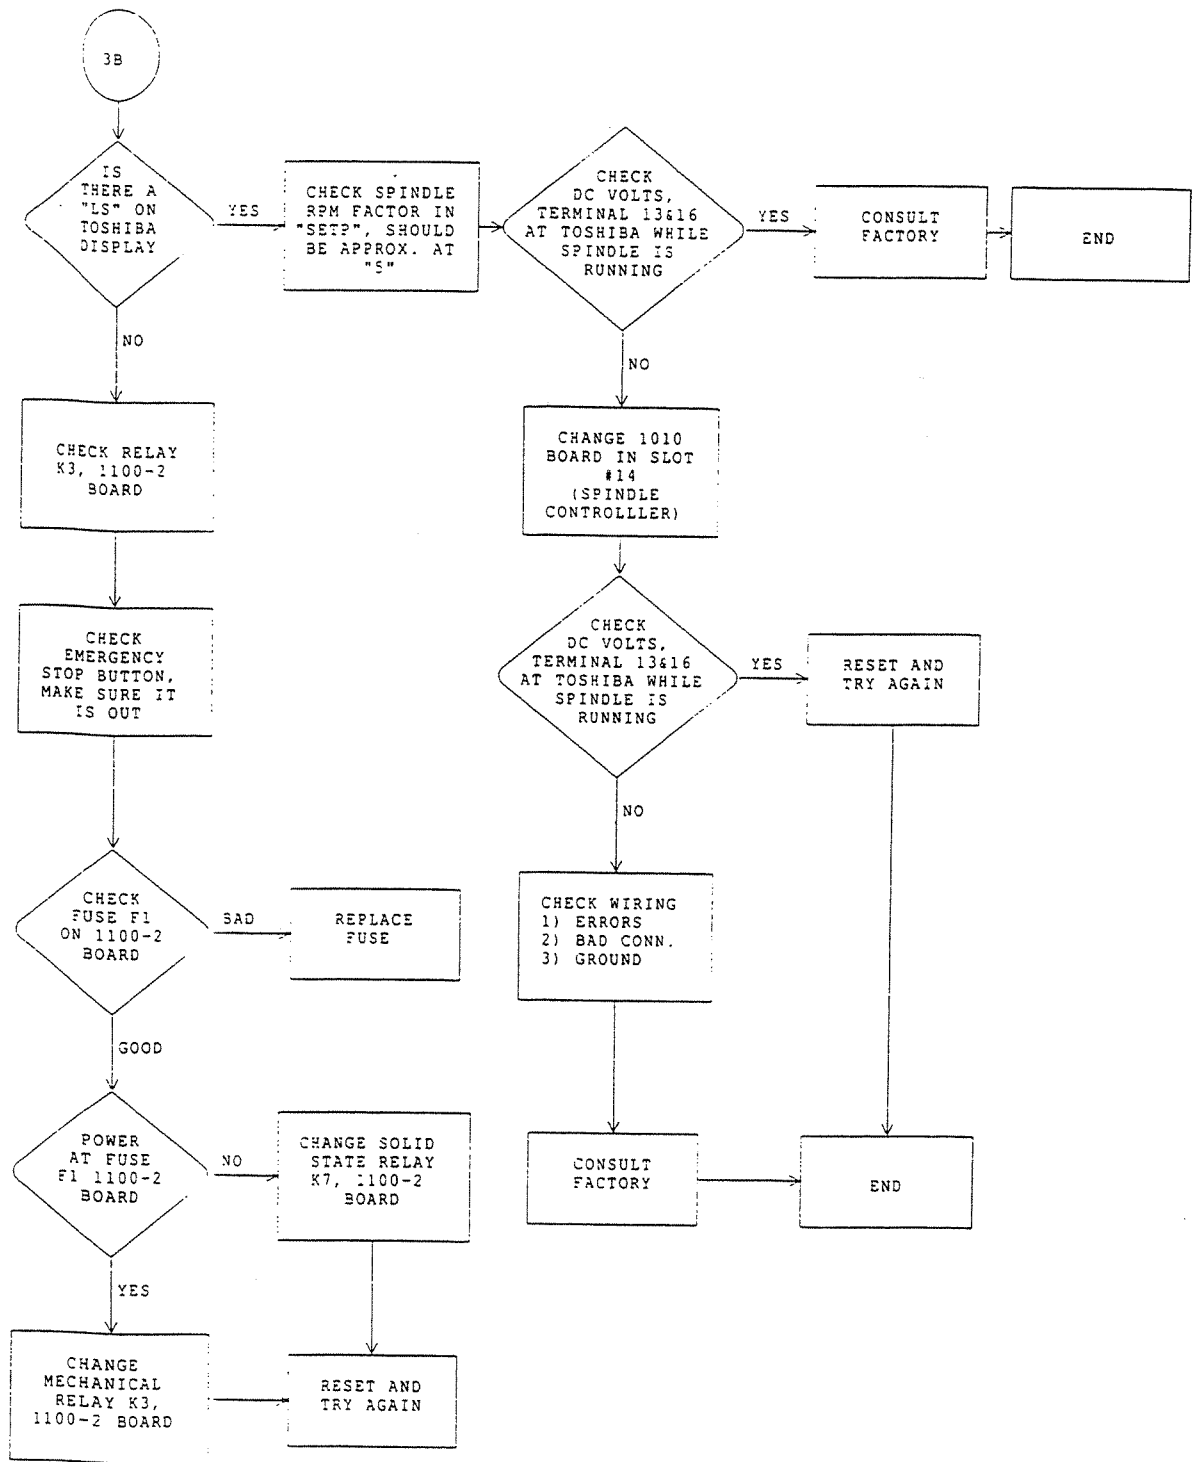 3B
IS
THERE A
"LS" ON
TOSHIBA
DISPLAY
YES
CHECK SPINDLE
RPM FACTOR IN
"SETP", SHOULD
BE APPROX. AT
"5"
CHECK
DC VOLTS,
TERMINAL 13&16
AT TOSHIBA WHILE
SPINDLE IS
RUNNING
YES
CONSULT
FACTORY
END
NO
NO
CHECK RELAY
K3, 1100-2
BOARD
CHANGE 1010
BOARD IN SLOT
#14
(SPINDLE
CONTROLLLER)
CHECK
EMERGENCY
STOP BUTTON,
MAKE SURE IT
IS OUT
CHECK
DC VOLTS,
TERMINAL 13&16
AT TOSHIBA WHILE
SPINDLE IS
RUNNING
YES
RESET AND
TRY AGAIN
NO
CHECK
FUSE F1
ON 1100-2
BOARD
BAD
REPLACE
FUSE
CHECK WIRING
1) ERRORS
2) BAD CONN.
3) GROUND
GOOD
POWER
AT FUSE
F1 1100-2
BOARD
NO
CHANGE SOLID
STATE RELAY
K7, 1100-2
BOARD
CONSULT
FACTORY
END
YES
CHANGE
MECHANICAL
RELAY K3,
1100-2 BOARD
RESET AND
TRY AGAIN